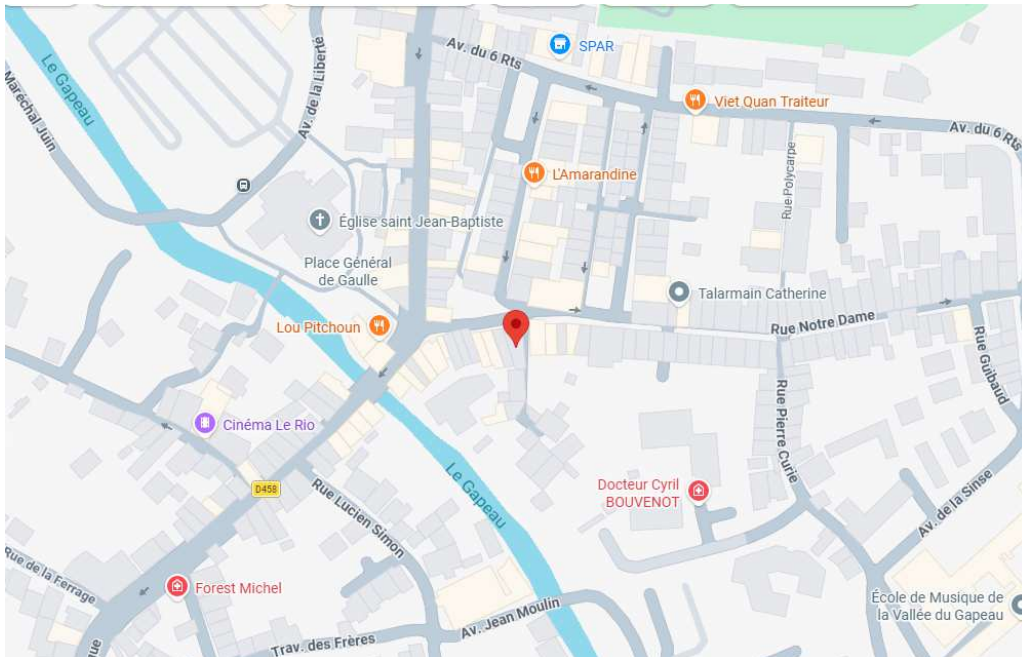 Av. du 6 Rts
SPAR
Le Gapeau
Av. de la Liberté
Maréchal Juin
Viet Quan Traiteur
Av. du 6 Rts
L'Amarandine
Rue Polycarpe
Église saint Jean-Baptiste
Place Général
de Gaulle
Talarmain Catherine
Lou Pitchoun
Rue Notre Dame
Rue Guibaud
Cinéma Le Rio
Rue Pierre Curie
D458
Le Gapeau
Docteur Cyril
BOUVENOT
Rue Lucien Simon
Av. de la Sinse
Rue de la Ferrage
Forest Michel
Av. Jean Moulin
École de Musique de
la Vallée du Gapeau
Trav. des Frères